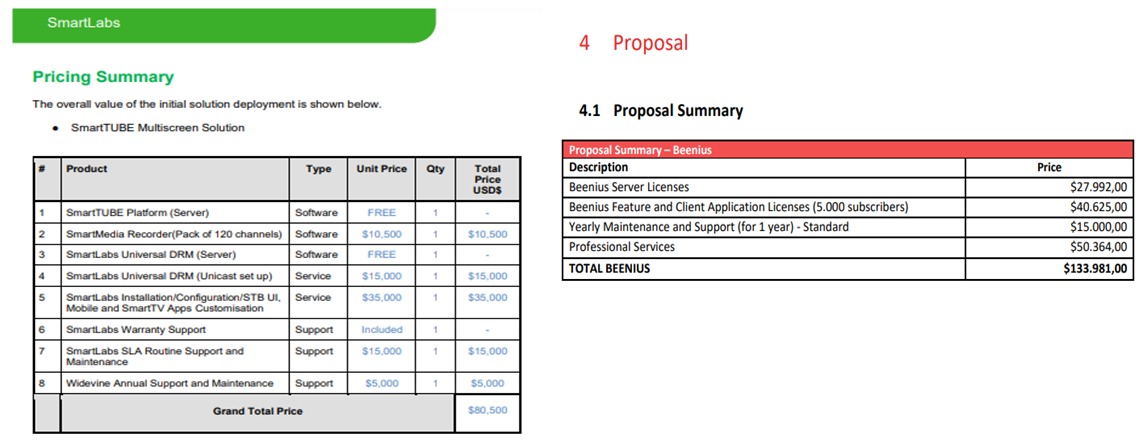 SmartLabs
Pricing Summary
The overall value of the initial solution deployment is shown below.
• SmartTUBE Multiscreen Solution
# Product Type Unit Price Qty Total
Price
USD$
1 SmartTUBE Platform (Server) Software FREE 1 -
2 SmartMedia Recorder(Pack of 120 channels) Software $10,500 1 $10,500
3 SmartLabs Universal DRM (Server) Software FREE 1 -
4 SmartLabs Universal DRM (Unicast set up) Service $15,000 1 $15,000
5 SmartLabs Installation/Configuration/STB UI, Service $35,000 1 $35,000
Mobile and SmartTV Apps Customisation
6 SmartLabs Warranty Support Support Included 1 -
7 SmartLabs SLA Routine Support and Support $15,000 1 $15,000
Maintenance
8 Widevine Annual Support and Maintenance Support $5,000 1 $5,000
Grand Total Price $80,500
4 Proposal
4.1 Proposal Summary
Proposal Summary – Beenius
Description Price
Beenius Server Licenses $27.992,00
Beenius Feature and Client Application Licenses (5.000 subscribers) $40.625,00
Yearly Maintenance and Support (for 1 year) - Standard $15.000,00
Professional Services $50.364,00
TOTAL BEENIUS $133.981,00